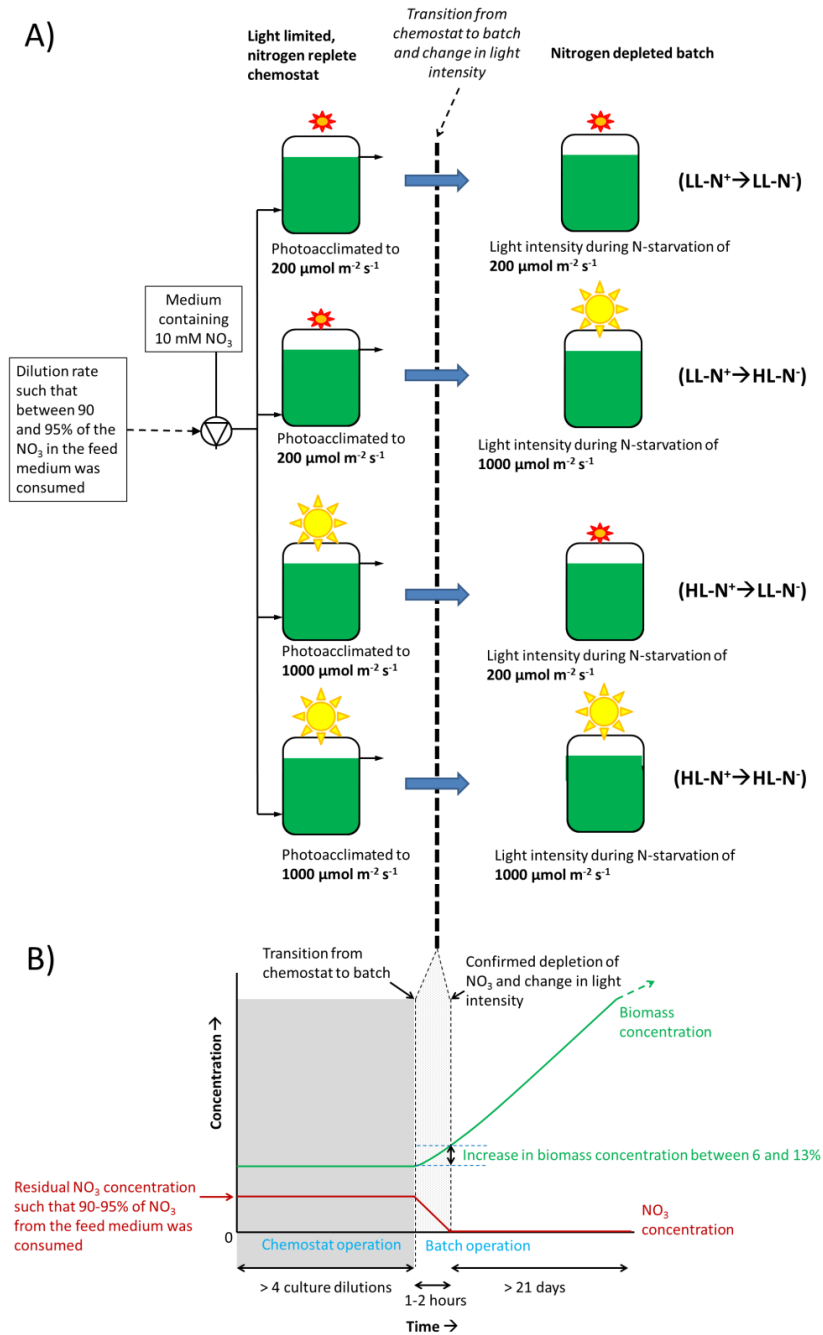 A)
Light limited,
nitrogen replete
chemostat
Transition from
chemostat to batch
and change in light
intensity
Nitrogen depleted batch
(LL-N⁺→LL-N⁻)
Photoacclimated to
200 µmol m⁻² s⁻¹
Light intensity during N-starvation of
200 µmol m⁻² s⁻¹
Medium
containing
10 mM NO₃
Dilution rate
such that
between 90
and 95% of the
NO₃ in the feed
medium was
consumed
(LL-N⁺→HL-N⁻)
Photoacclimated to
200 µmol m⁻² s⁻¹
Light intensity during N-starvation of
1000 µmol m⁻² s⁻¹
(HL-N⁺→LL-N⁻)
Photoacclimated to
1000 µmol m⁻² s⁻¹
Light intensity during N-starvation of
200 µmol m⁻² s⁻¹
(HL-N⁺→HL-N⁻)
Photoacclimated to
1000 µmol m⁻² s⁻¹
Light intensity during N-starvation of
1000 µmol m⁻² s⁻¹
B)
Transition from
chemostat to batch
Confirmed depletion of
NO₃ and change in light
intensity
Concentration →
Biomass
concentration
Increase in biomass concentration between 6 and 13%
Residual NO₃ concentration
such that 90-95% of NO₃
from the feed medium was
consumed
0
NO₃
concentration
Chemostat operation
Batch operation
> 4 culture dilutions
1-2 hours
> 21 days
Time →